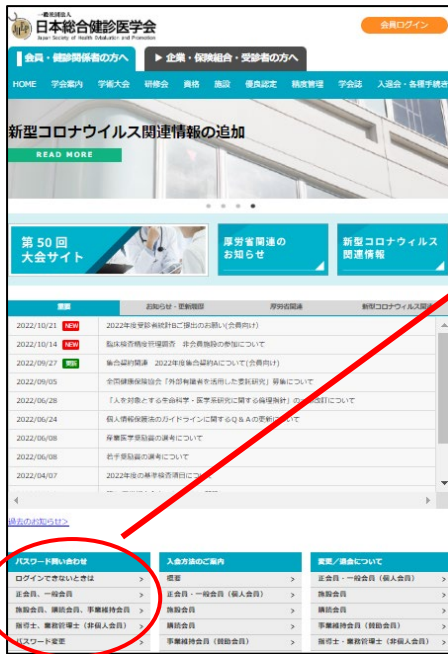 一般社団法人
日本総合健診医学会
Japan Society of Health Evaluation and Promotion
会員ログイン
会員・健診関係者の方へ
▶ 企業・保険組合・受診者の方へ
HOME 学会案内 学術大会 研修会 資格 施設 優良認定 精度管理 学会誌 入退会・各種手続き
新型コロナウイルス関連情報の追加
READ MORE
第50回
大会サイト
厚労省関連の
お知らせ
新型コロナウイルス
関連情報
重要 お知らせ・更新履歴 厚労省関連 新型コロナウイルス関連
2022/10/21 NEW 2022年度受診者統計Bご提出のお願い(会員向け)
2022/10/14 NEW 臨床検査精度管理調査 非会員施設の参加について
2022/09/27 更新 集合契約関連 2022年度集合契約Aについて(会員向け)
2022/09/05 全国健康保険協会「外部有識者を活用した委託研究」募集について
2022/06/28 「人を対象とする生命科学・医学系研究に関する倫理指針」の 改訂について
2022/06/24 個人情報保護法のガイドラインに関するQ&Aの更新について
2022/06/08 産業医学奨励賞の選考について
2022/06/08 若手奨励賞の選考について
2022/04/07 2022年度の基準検査項目について
過去のお知らせ>
パスワード問い合わせ
ログインできないときは >
正会員、一般会員 >
施設会員、購読会員、事業維持会員 >
指導士、業務管理士(非個人会員) >
パスワード変更 >
入会方法のご案内
概要 >
正会員・一般会員(個人会員) >
施設会員 >
購読会員 >
事業維持会員(賛助会員) >
変更/退会について
正会員・一般会員(個人会員) >
施設会員 >
購読会員 >
事業維持会員(賛助会員) >
指導士・業務管理士(非個人会員) >